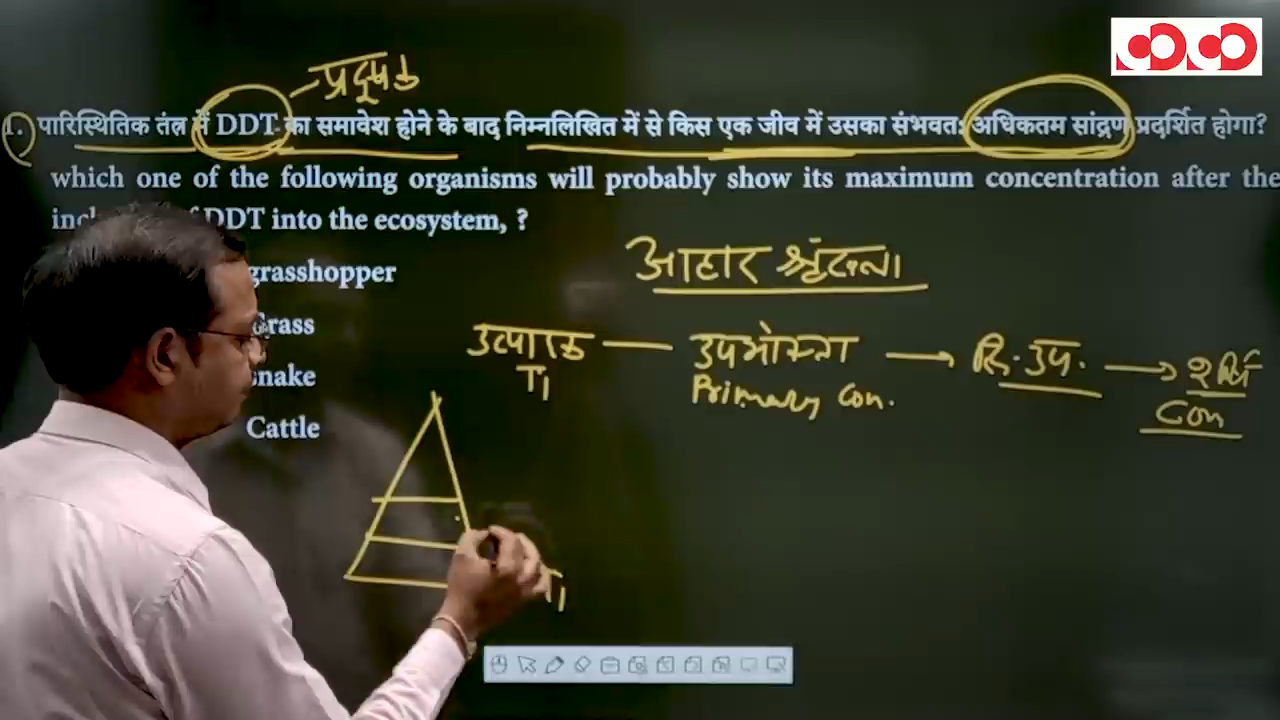 प्रदूषक
1. पारिस्थितिक तंत्र में DDT का समावेश होने के बाद निम्नलिखित में से किस एक जीव में उसका संभवतः अधिकतम सांद्रण प्रदर्शित होगा?
which one of the following organisms will probably show its maximum concentration after the
DDT into the ecosystem, ?
आहार श्रृंखला
grasshopper
Grass
उत्पादक उपभोक्ता द्वि. उप.
T1 Primary Con.
snake
Con
Cattle
T1